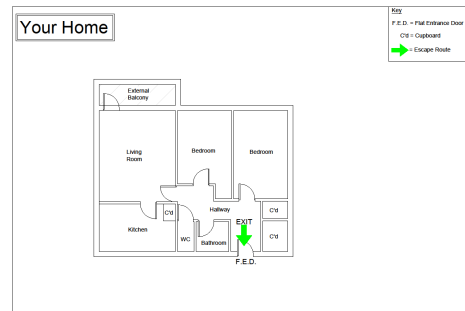 Your Home
Key
F.E.D. = Flat Entrance Door
C'd = Cupboard
= Escape Route
External
Balcony
Living
Room
Bedroom
Bedroom
C'd
Hallway
C'd
EXIT
Kitchen
WC
Bathroom
C'd
F.E.D.